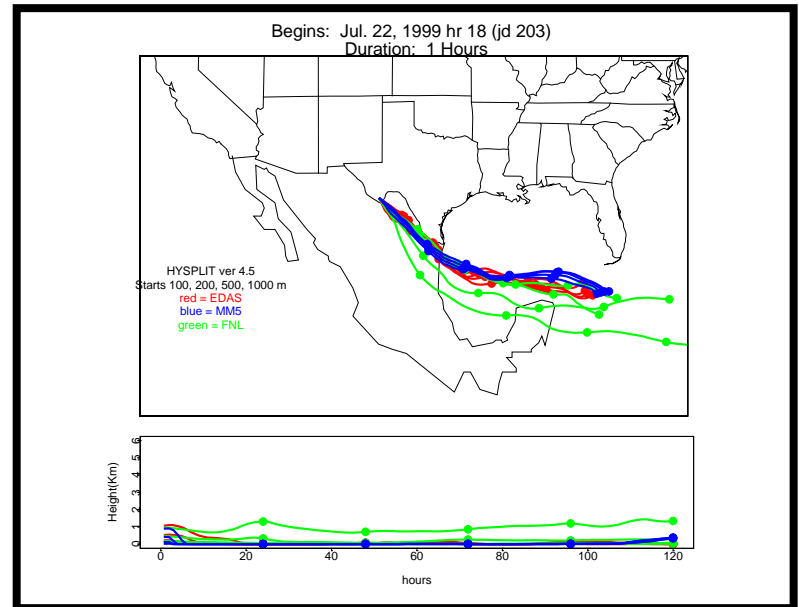 Begins: Jul. 22, 1999 hr 18 (jd 203)
Duration: 1 Hours
HYSPLIT ver 4.5
Starts 100, 200, 500, 1000 m
red = EDAS
blue = MM5
green = FNL
Height(Km)
6
5
4
3
2
1
0
0 20 40 60 80 100 120
hours